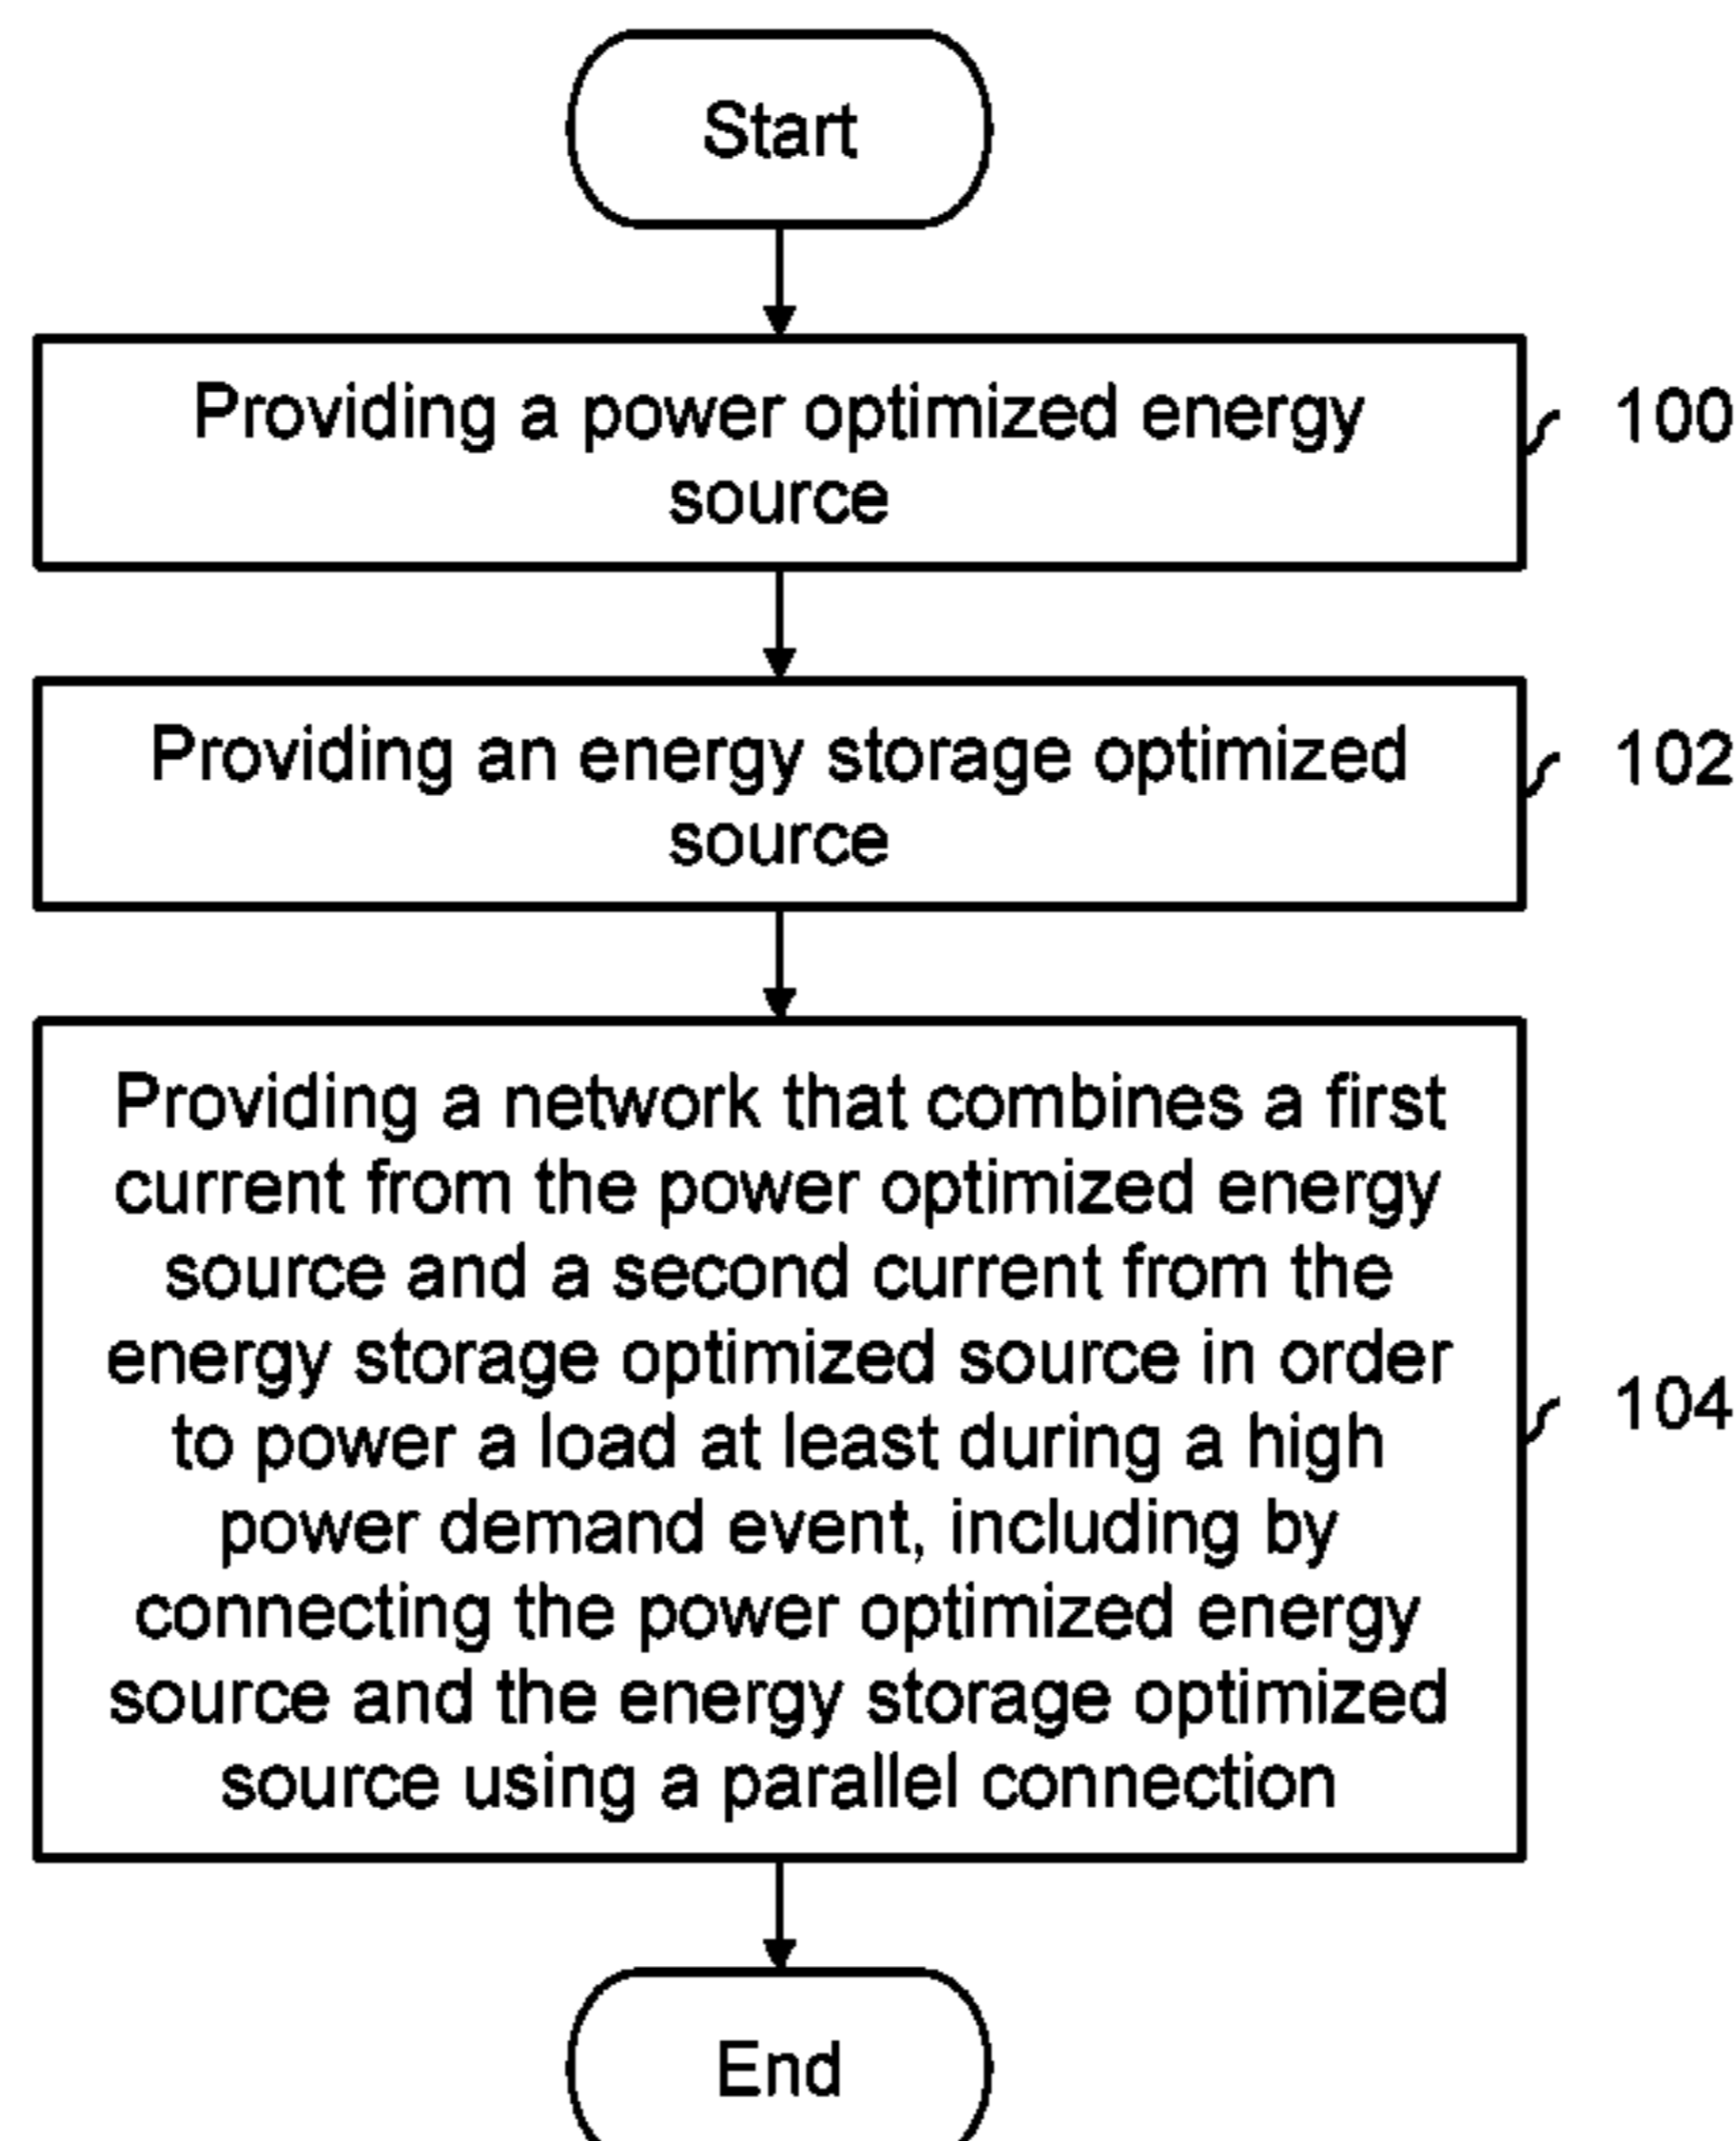 Start
Providing a power optimized energy
source
100
Providing an energy storage optimized
source
102
Providing a network that combines a first
current from the power optimized energy
source and a second current from the
energy storage optimized source in order
to power a load at least during a high
power demand event, including by
connecting the power optimized energy
source and the energy storage optimized
source using a parallel connection
104
End